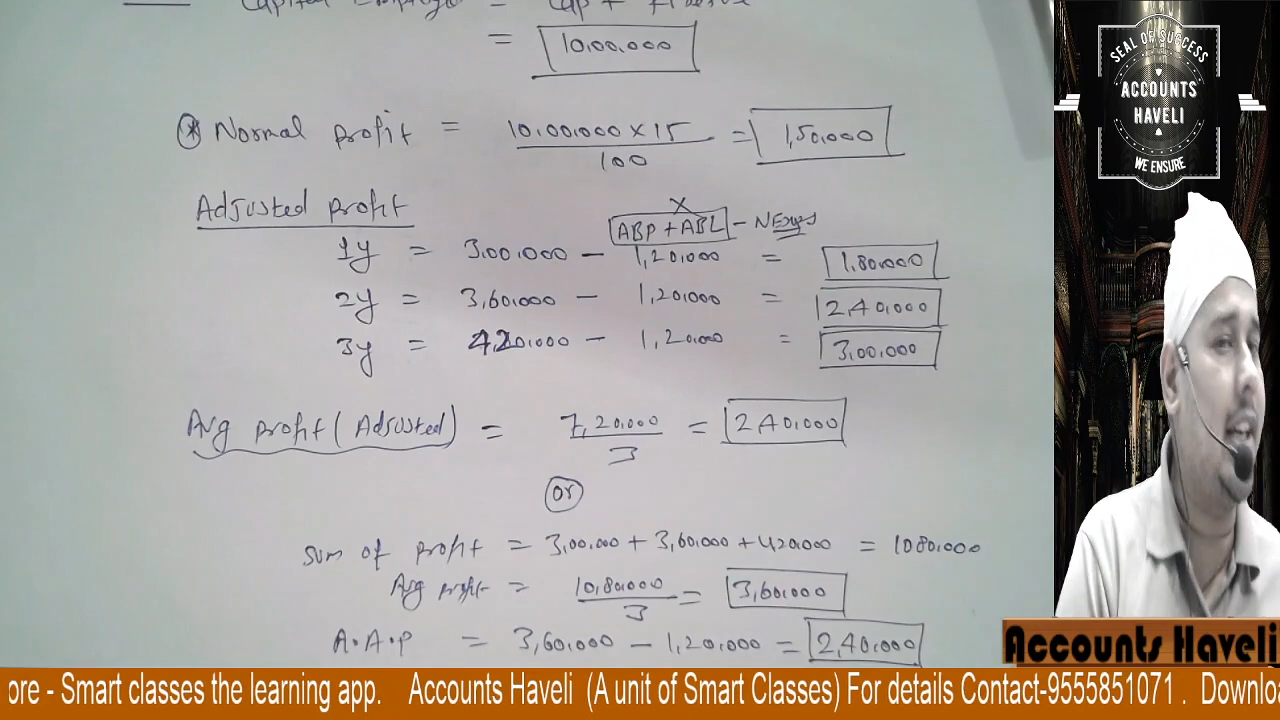 = 10,00,000
* Normal Profit = 10,00,000 x 15 / 100 = 1,50,000
Adjusted profit
X
ABP + ABL - NExps
1y = 3,00,000 - 1,20,000 = 1,80,000
2y = 3,60,000 - 1,20,000 = 2,40,000
3y = 4,20,000 - 1,20,000 = 3,00,000
Avg profit (Adjusted) = 7,20,000 / 3 = 2,40,000
Or
Sum of profit = 3,00,000 + 3,60,000 + 4,20,000 = 1080,000
Avg profit = 10,80,000 / 3 = 3,60,000
A.A.P = 3,60,000 - 1,20,000 = 2,40,000
SEAL OF SUCCESS
ACCOUNTS
HAVELI
WE ENSURE
Accounts Haveli
ore - Smart classes the learning app. Accounts Haveli (A unit of Smart Classes) For details Contact-9555851071 . Downlo